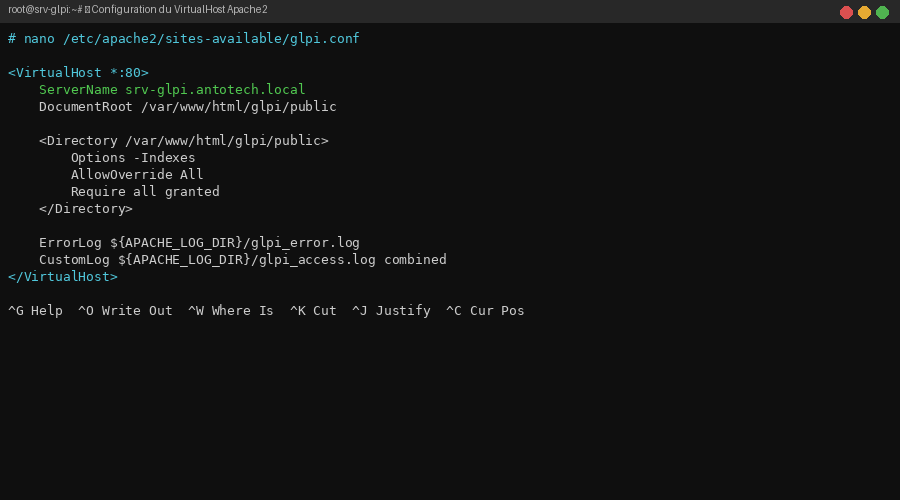 root@srv-glpi:~# Configuration du VirtualHost Apache2
# nano /etc/apache2/sites-available/glpi.conf
<VirtualHost *:80>
    ServerName srv-glpi.antotech.local
    DocumentRoot /var/www/html/glpi/public
    <Directory /var/www/html/glpi/public>
        Options -Indexes
        AllowOverride All
        Require all granted
    </Directory>
    ErrorLog ${APACHE_LOG_DIR}/glpi_error.log
    CustomLog ${APACHE_LOG_DIR}/glpi_access.log combined
</VirtualHost>
^G Help  ^O Write Out  ^W Where Is  ^K Cut  ^J Justify  ^C Cur Pos